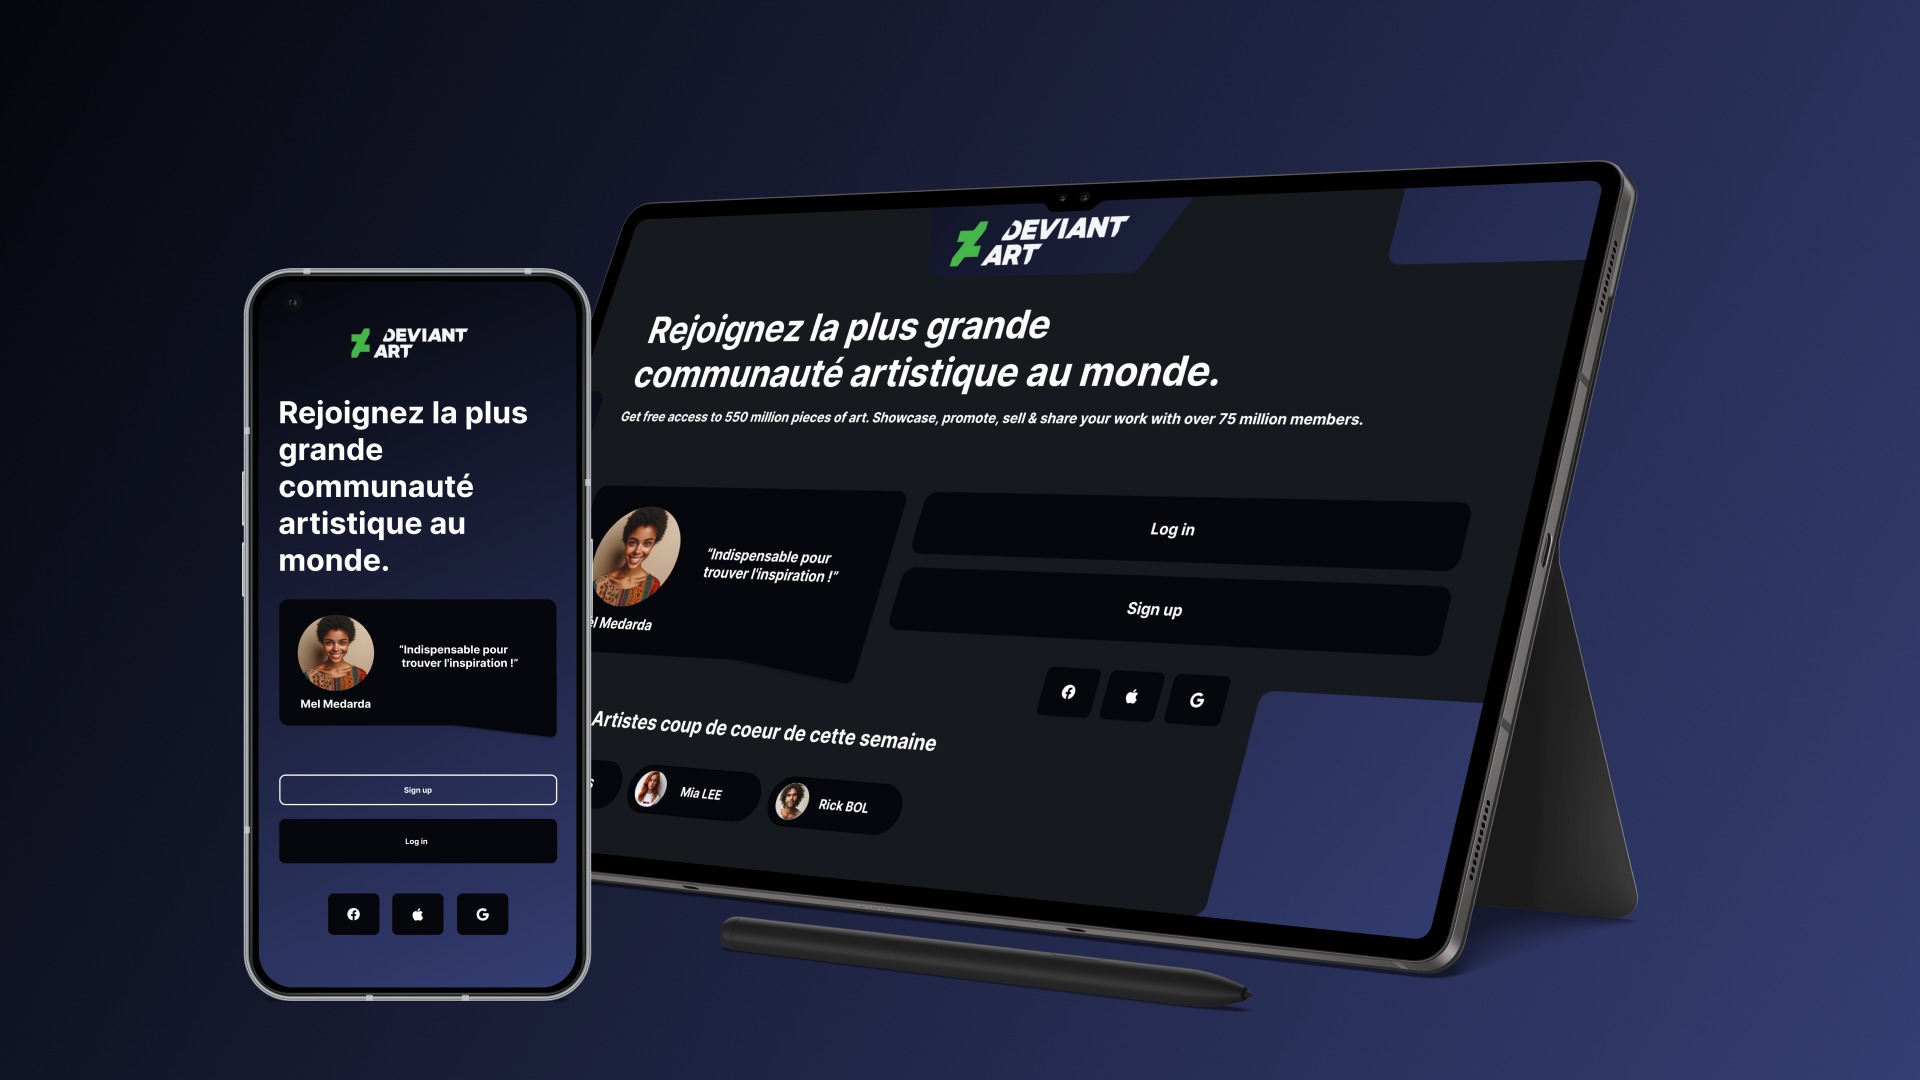 DEVIANT
ART
Rejoignez la plus
grande
communauté
artistique au
monde.
“Indispensable pour
trouver l'inspiration !”
Mel Medarda
Sign up
Log in
DEVIANT
ART
Rejoignez la plus grande
communauté artistique au monde.
Get free access to 550 million pieces of art. Showcase, promote, sell & share your work with over 75 million members.
“Indispensable pour
trouver l'inspiration !”
el Medarda
Log in
Sign up
Artistes coup de coeur de cette semaine
Mia LEE
Rick BOL